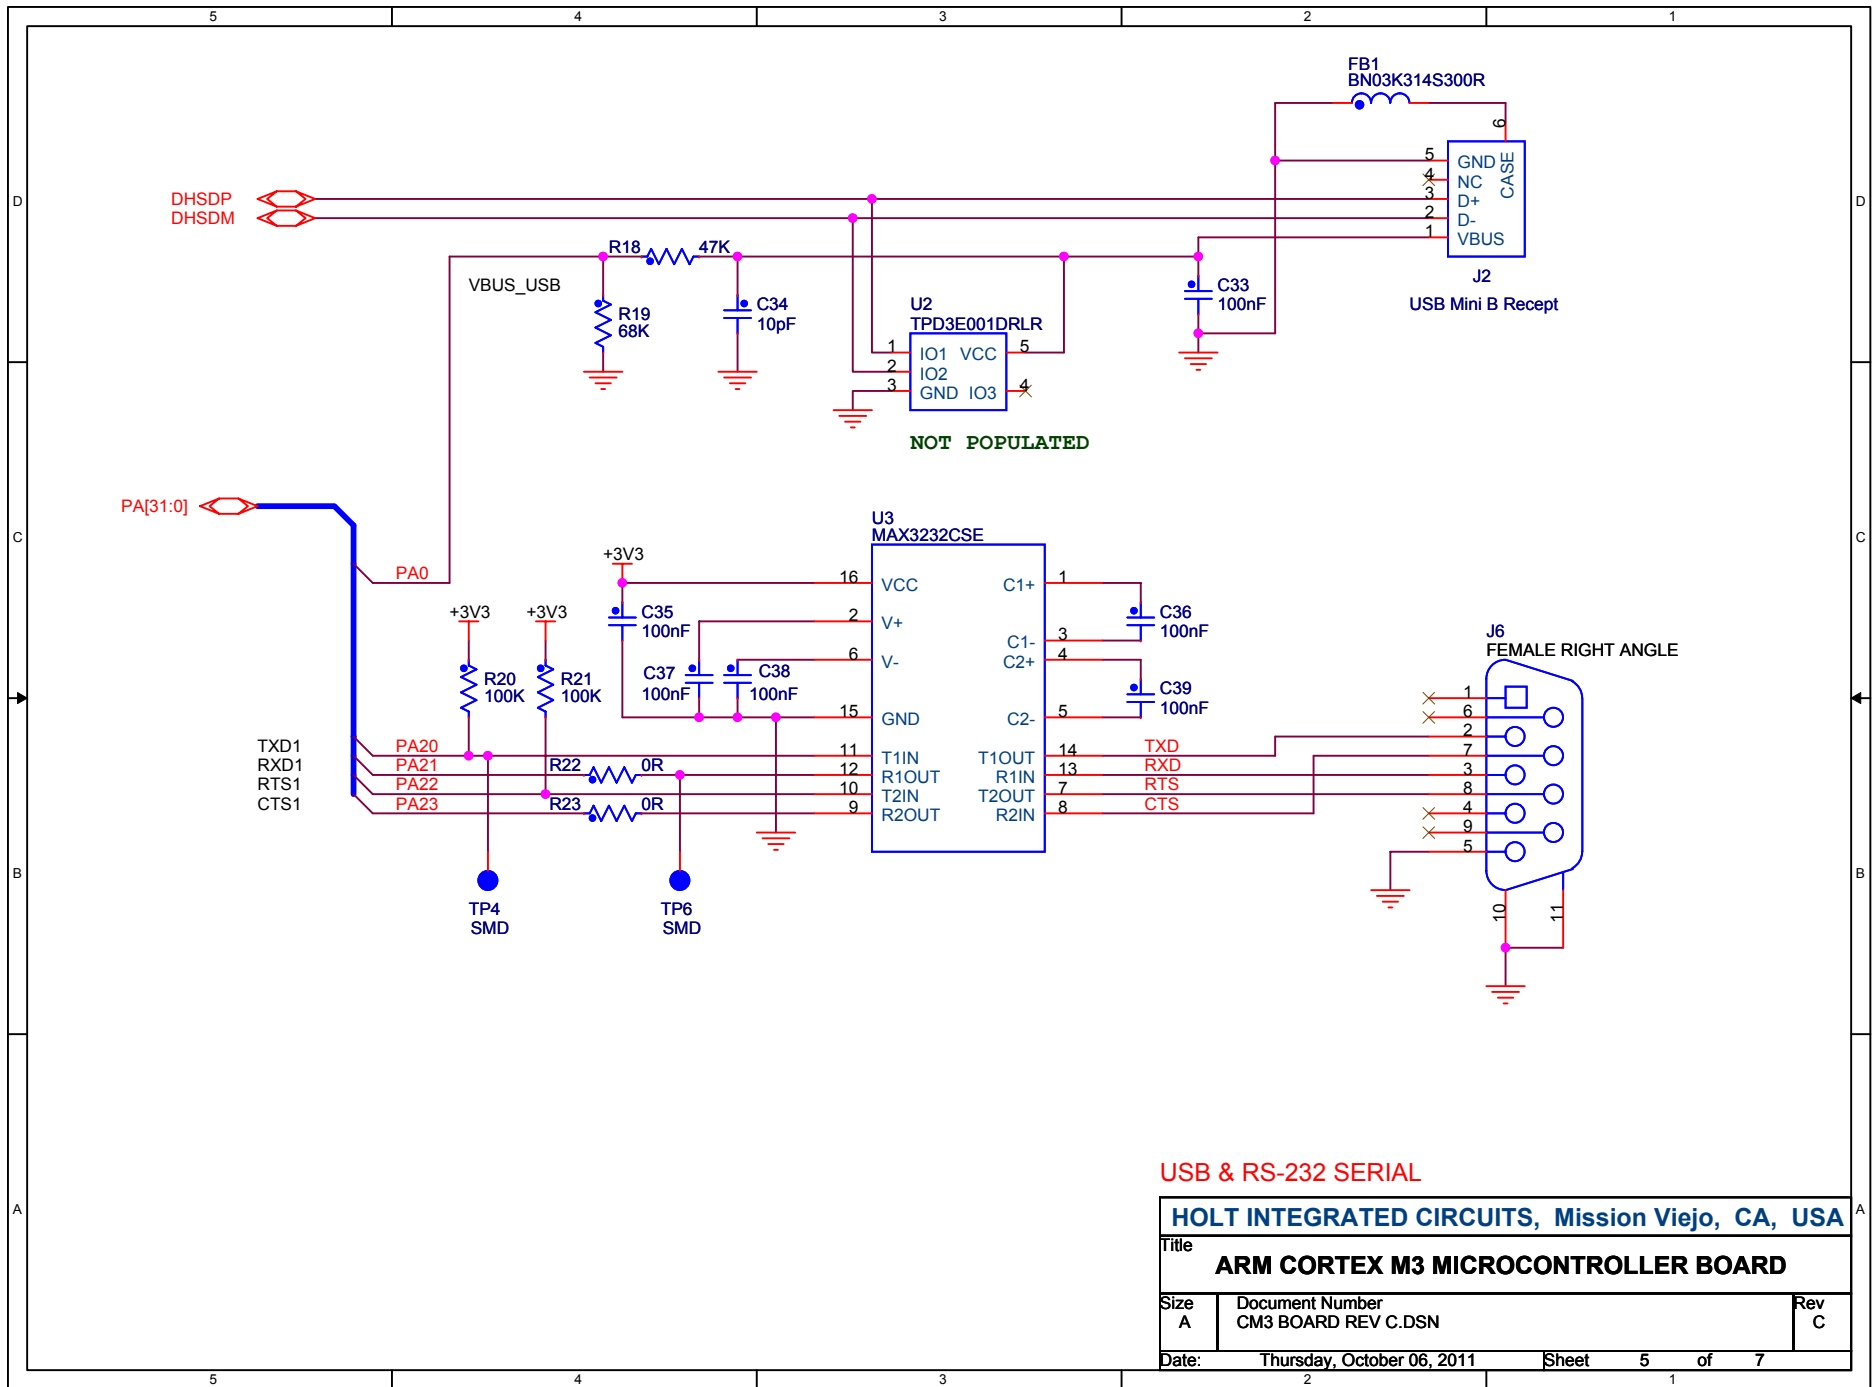 5 4 3 2 1
FB1
BN03K314S300R
6
5 GND CASE
4 NC
3 D+
2 D-
1 VBUS
J2
USB Mini B Recept
D D
DHSDP
DHSDM
R18 47K
VBUS_USB
R19
68K
C34
10pF
C33
100nF
U2
TPD3E001DRLR
1 IO1 VCC 5
2 IO2
3 GND IO3 4
NOT POPULATED
PA[31:0]
C C
U3
MAX3232CSE
+3V3
PA0
16 VCC C1+ 1
+3V3 +3V3
C35
100nF
2 V+
C36
100nF
C1- 3
6 V- C2+ 4
R20
100K
R21
100K
C37
100nF
C38
100nF
C39
100nF
15 GND C2- 5
TXD1 PA20 11 T1IN T1OUT 14 TXD
RXD1 PA21 R22 0R 12 R1OUT R1IN 13 RXD
RTS1 PA22 10 T2IN T2OUT 7 RTS
CTS1 PA23 R23 0R 9 R2OUT R2IN 8 CTS
J6
FEMALE RIGHT ANGLE
1
6
2
7
3
8
4
9
5
10 11
B B
TP4
SMD
TP6
SMD
USB & RS-232 SERIAL
A A
HOLT INTEGRATED CIRCUITS, Mission Viejo, CA, USA
Title
ARM CORTEX M3 MICROCONTROLLER BOARD
Size Document Number Rev
A CM3 BOARD REV C.DSN C
Date: Thursday, October 06, 2011 Sheet 5 of 7
5 4 3 2 1